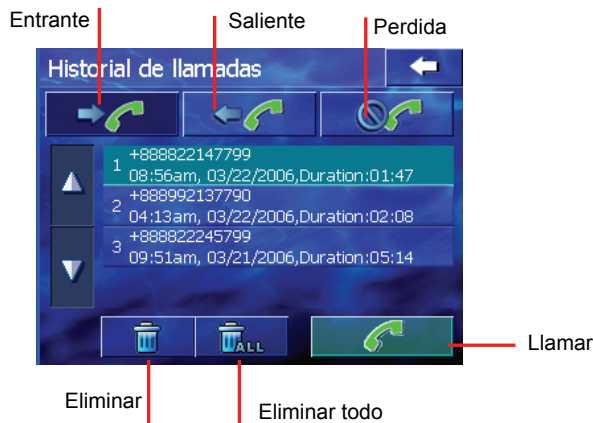 Entrante
Saliente
Perdida
Historial de llamadas
1 +888822147799
08:56am, 03/22/2006,Duration:01:47
2 +888992137790
04:13am, 03/22/2006,Duration:02:08
3 +888822245799
09:51am, 03/21/2006,Duration:05:14
ALL
Llamar
Eliminar
Eliminar todo